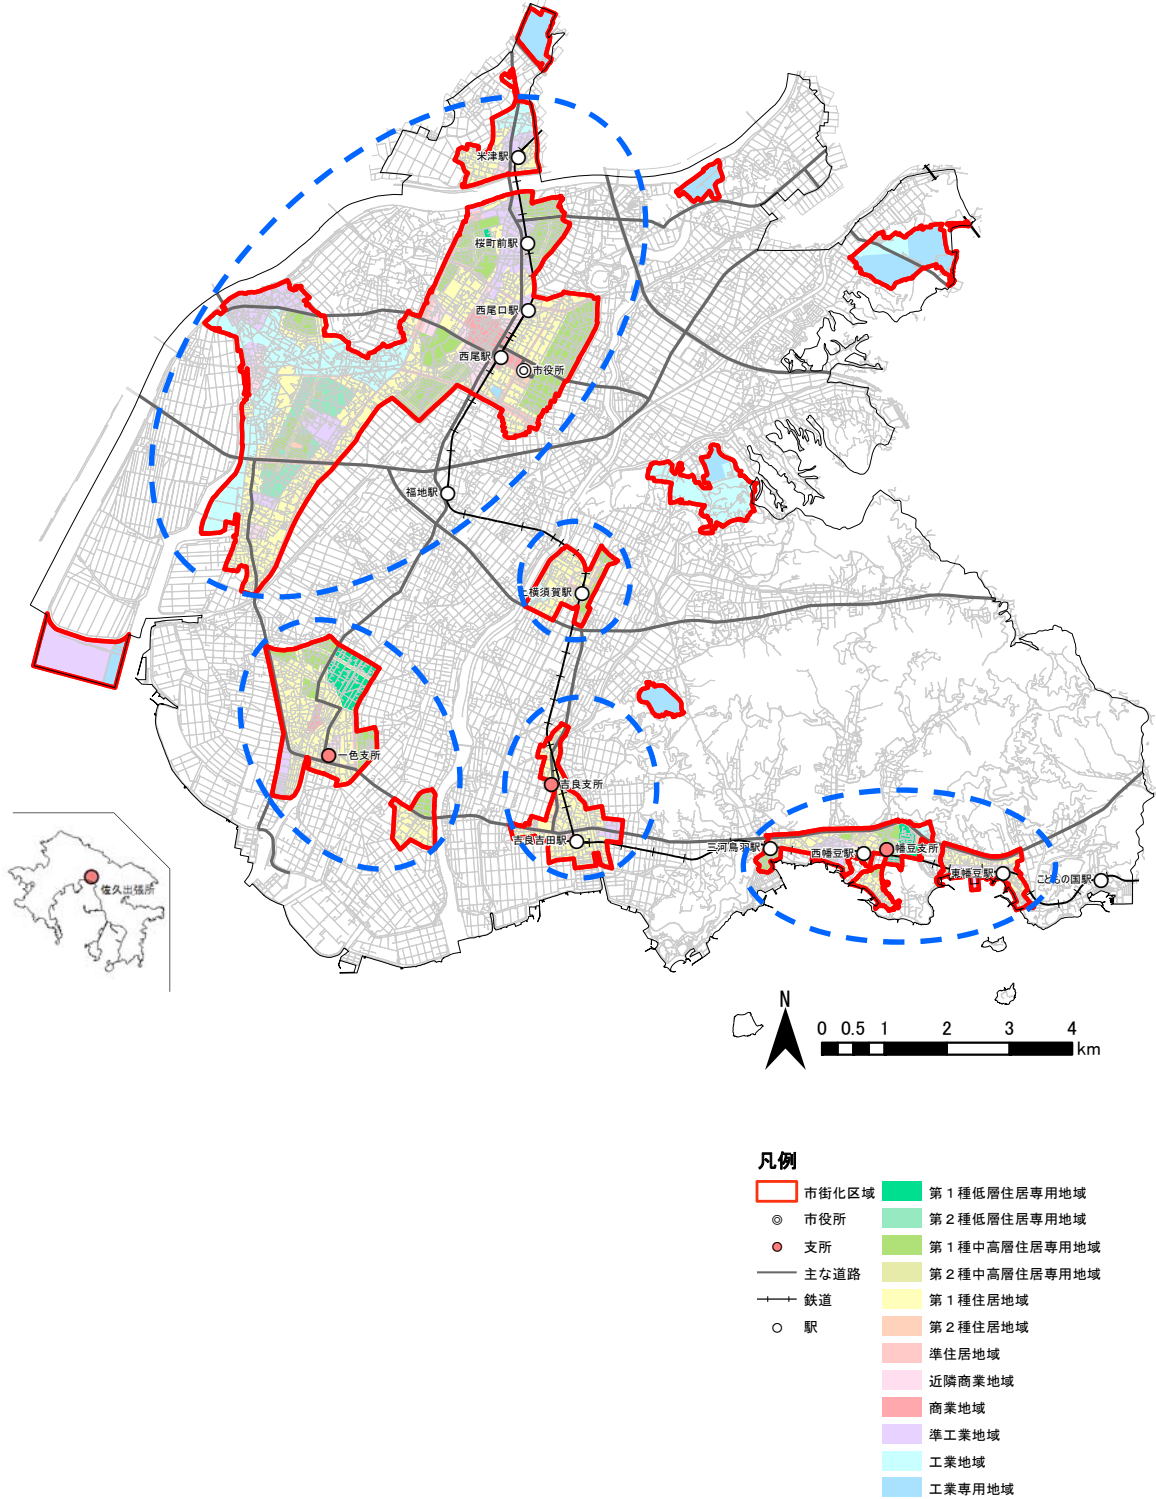 米津駅
桜町前駅
西尾口駅
西尾駅
市役所
福地駅
上横須賀駅
一色支所
吉良支所
吉良吉田駅
三河鳥羽駅
西幡豆駅
幡豆支所
東幡豆駅
こどもの国駅
佐久出張所
N
0 0.5 1 2 3 4
km
凡例
市街化区域
市役所
支所
主な道路
鉄道
駅
第1種低層住居専用地域
第2種低層住居専用地域
第1種中高層住居専用地域
第2種中高層住居専用地域
第1種住居地域
第2種住居地域
準住居地域
近隣商業地域
商業地域
準工業地域
工業地域
工業専用地域